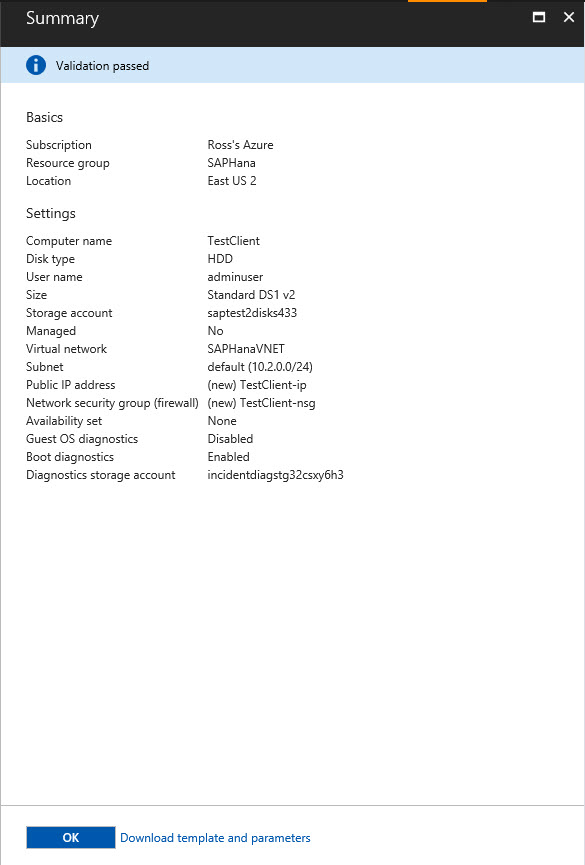 Summary
Validation passed
Basics
Subscription Ross's Azure
Resource group SAPHana
Location East US 2
Settings
Computer name TestClient
Disk type HDD
User name adminuser
Size Standard DS1 v2
Storage account saptest2disks433
Managed No
Virtual network SAPHanaVNET
Subnet default (10.2.0.0/24)
Public IP address (new) TestClient-ip
Network security group (firewall) (new) TestClient-nsg
Availability set None
Guest OS diagnostics Disabled
Boot diagnostics Enabled
Diagnostics storage account incidentdiagstg32csxy6h3
OK Download template and parameters